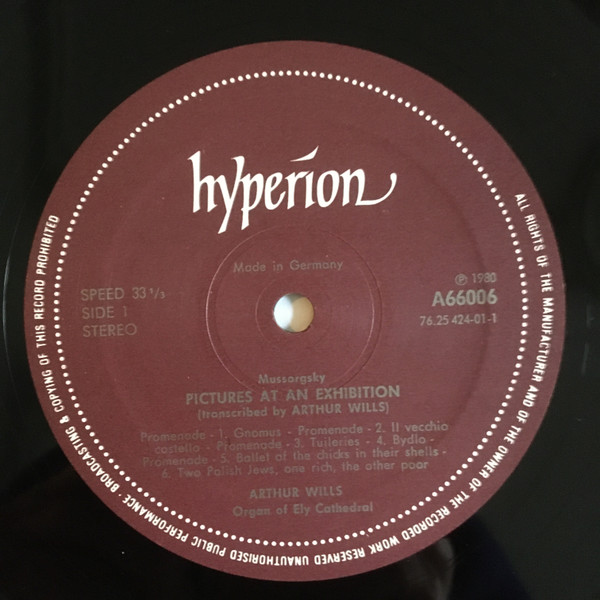 hyperion
Made in Germany
SPEED 33 ⅓
SIDE 1
STEREO
℗ 1980
A66006
76.25 424-01-1
Mussorgsky
PICTURES AT AN EXHIBITION
(transcribed by ARTHUR WILLS)
Promenade - 1. Gnomus - Promenade - 2. Il vecchio
castello - Promenade - 3. Tuileries - 4. Bydlo -
Promenade - 5. Ballet of the chicks in their shells -
6. Two Polish Jews, one rich, the other poor
ARTHUR WILLS
Organ of Ely Cathedral
ALL RIGHTS OF THE MANUFACTURER AND OF THE OWNER OF THE RECORDED WORK RESERVED UNAUTHORISED PUBLIC PERFORMANCE · BROADCASTING & COPYING OF THIS RECORD PROHIBITED